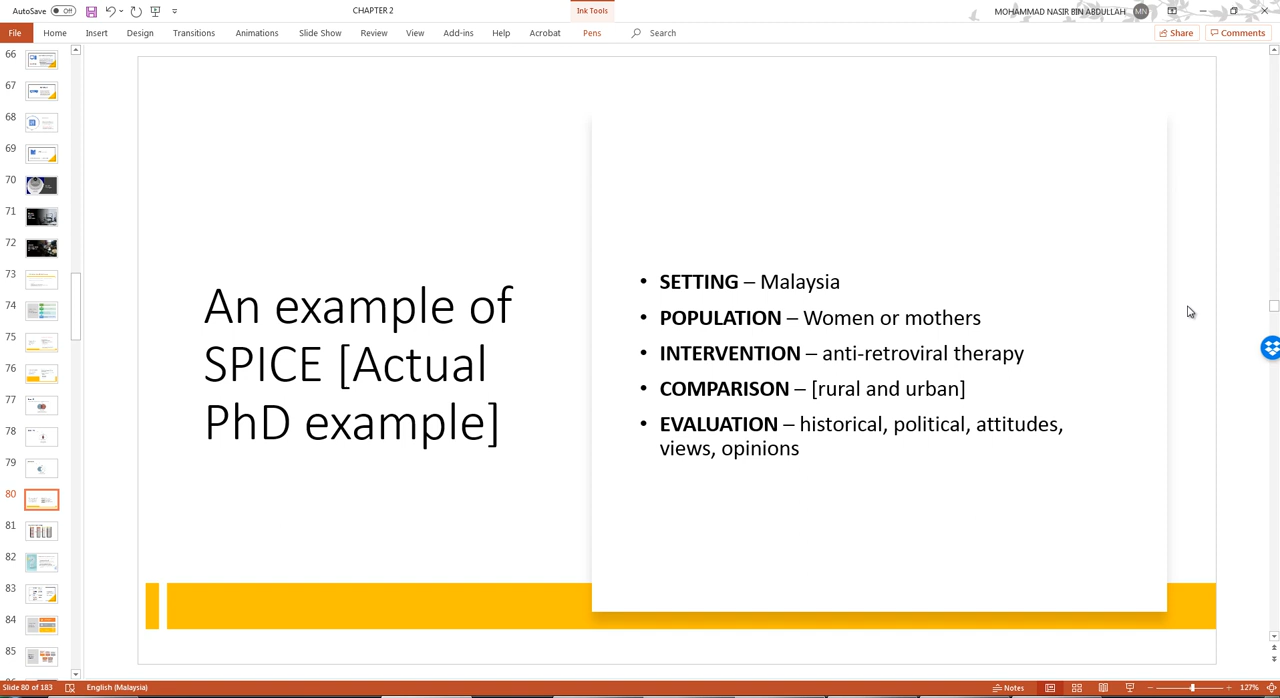 AutoSave Off
CHAPTER 2
Ink Tools
MOHAMMAD NASIR BIN ABDULLAH MN
File Home Insert Design Transitions Animations Slide Show Review View Add-ins Help Acrobat Pens Search
Share Comments
66
67
68
69
70
71
72
73
74
75
76
77
78
79
80
81
82
83
84
85
An example of
SPICE [Actual
PhD example]
• SETTING – Malaysia
• POPULATION – Women or mothers
• INTERVENTION – anti-retroviral therapy
• COMPARISON – [rural and urban]
• EVALUATION – historical, political, attitudes,
views, opinions
Slide 80 of 183 English (Malaysia) Notes 127%